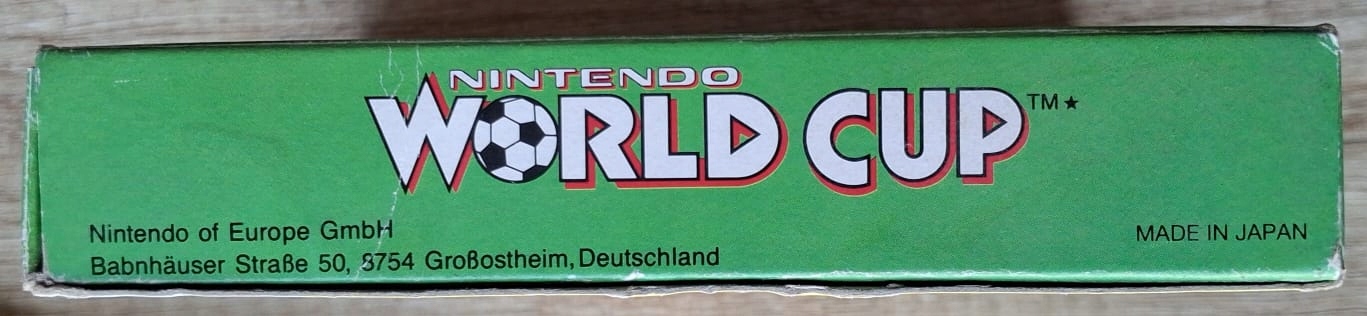 NINTENDO
WORLD CUP™★
Nintendo of Europe GmbH
Babnhäuser Straße 50, 8754 Großostheim, Deutschland
MADE IN JAPAN